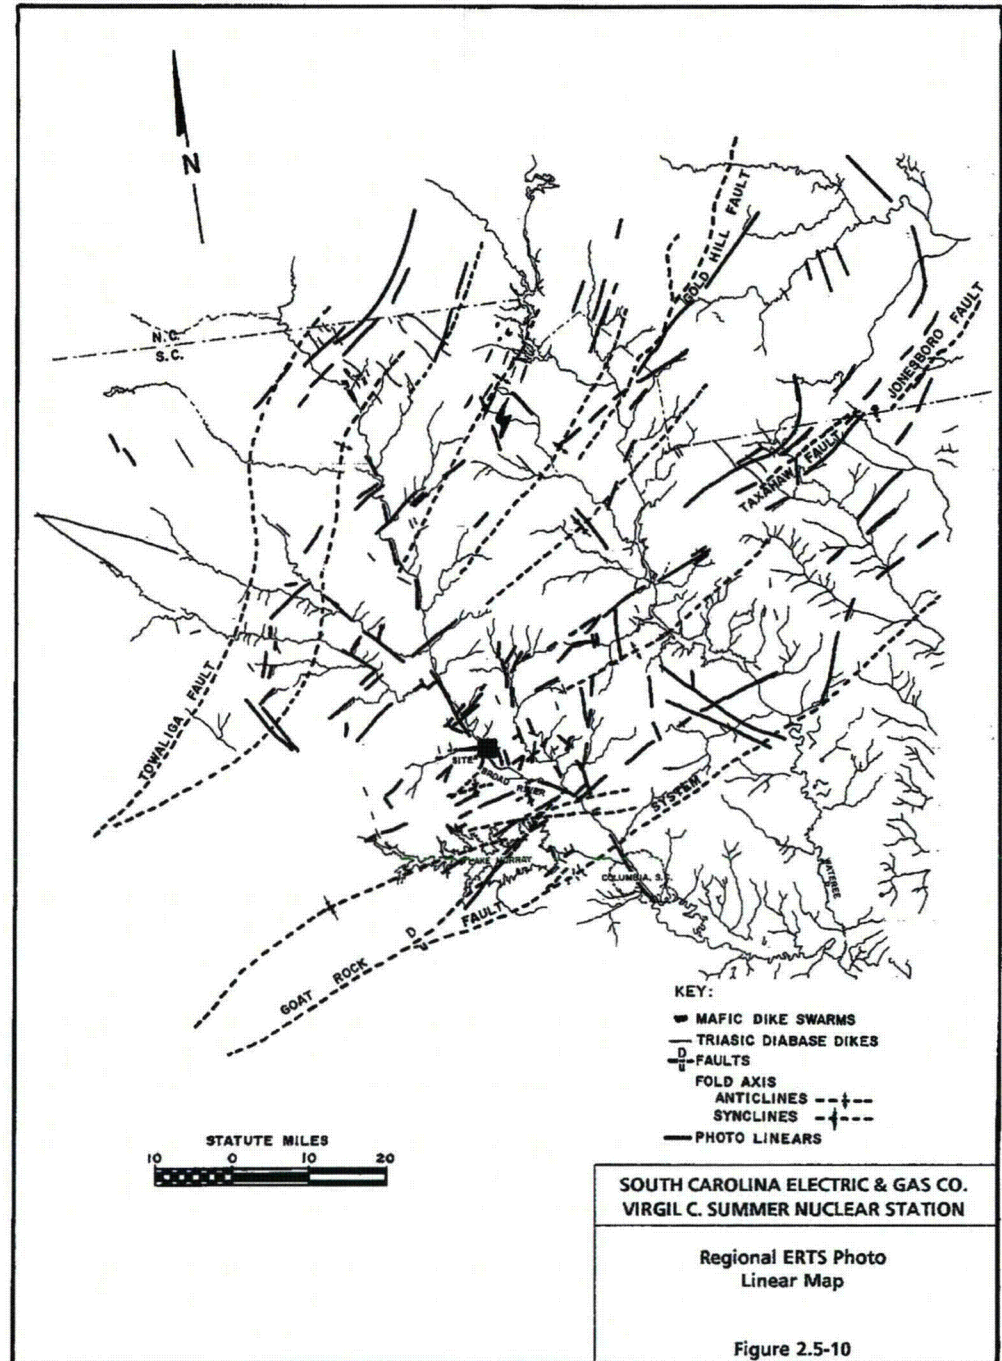 N
N.C.
S.C.
GOLD HILL FAULT
JONESBORO FAULT
TAXAHAW FAULT
TOWALIGA FAULT
SITE
BROAD RIVER
SYSTEM
LAKE MURRAY
COLUMBIA, S.
WATEREE
D
U
GOAT ROCK FAULT
KEY:
MAFIC DIKE SWARMS
TRIASIC DIABASE DIKES
D
U
FAULTS
FOLD AXIS
ANTICLINES
SYNCLINES
PHOTO LINEARS
STATUTE MILES
10 0 10 20
SOUTH CAROLINA ELECTRIC & GAS CO.
VIRGIL C. SUMMER NUCLEAR STATION
Regional ERTS Photo
Linear Map
Figure 2.5-10